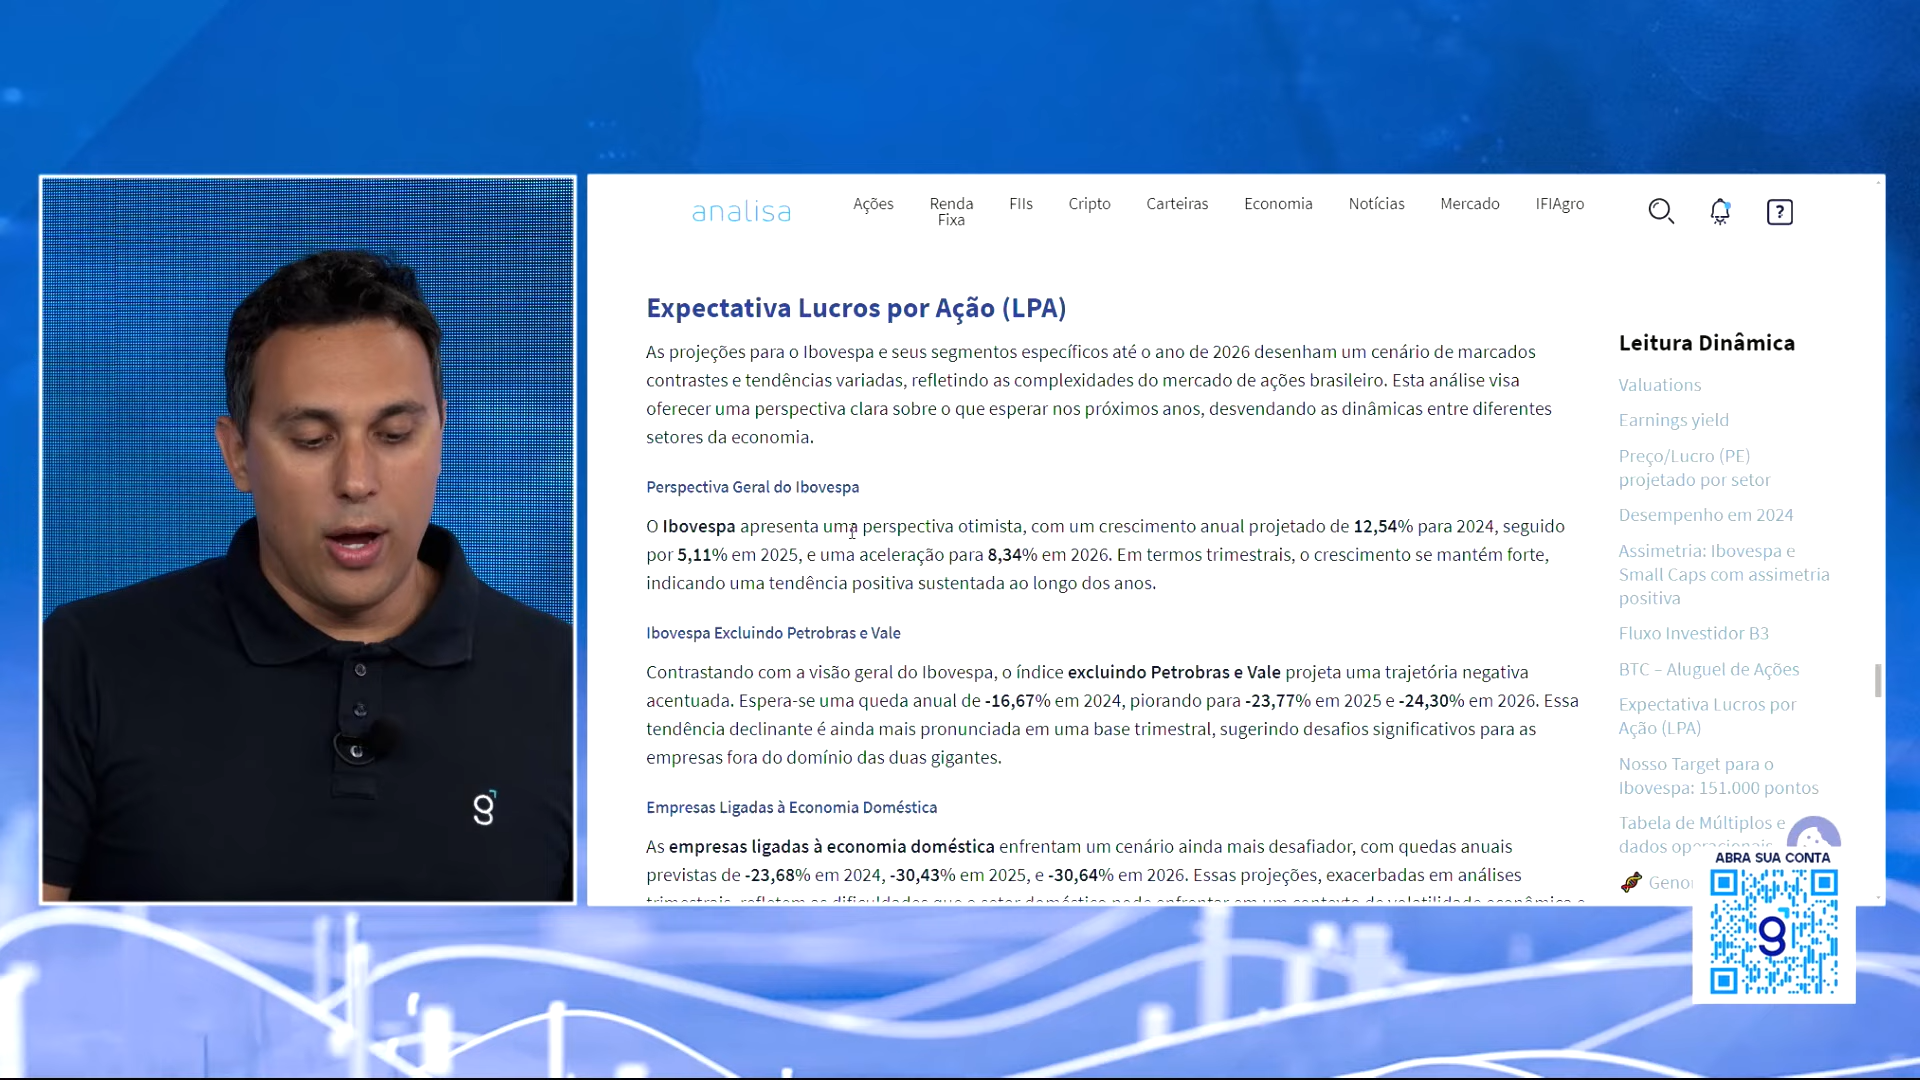 analisa
Ações
Renda
Fixa
FIIs
Cripto
Carteiras
Economia
Notícias
Mercado
IFIAgro
?
Expectativa Lucros por Ação (LPA)
As projeções para o Ibovespa e seus segmentos específicos até o ano de 2026 desenham um cenário de marcados
contrastes e tendências variadas, refletindo as complexidades do mercado de ações brasileiro. Esta análise visa
oferecer uma perspectiva clara sobre o que esperar nos próximos anos, desvendando as dinâmicas entre diferentes
setores da economia.
Perspectiva Geral do Ibovespa
O Ibovespa apresenta uma perspectiva otimista, com um crescimento anual projetado de 12,54% para 2024, seguido
por 5,11% em 2025, e uma aceleração para 8,34% em 2026. Em termos trimestrais, o crescimento se mantém forte,
indicando uma tendência positiva sustentada ao longo dos anos.
Ibovespa Excluindo Petrobras e Vale
Contrastando com a visão geral do Ibovespa, o índice excluindo Petrobras e Vale projeta uma trajetória negativa
acentuada. Espera-se uma queda anual de -16,67% em 2024, piorando para -23,77% em 2025 e -24,30% em 2026. Essa
tendência declinante é ainda mais pronunciada em uma base trimestral, sugerindo desafios significativos para as
empresas fora do domínio das duas gigantes.
Empresas Ligadas à Economia Doméstica
As empresas ligadas à economia doméstica enfrentam um cenário ainda mais desafiador, com quedas anuais
previstas de -23,68% em 2024, -30,43% em 2025, e -30,64% em 2026. Essas projeções, exacerbadas em análises
Leitura Dinâmica
Valuations
Earnings yield
Preço/Lucro (PE)
projetado por setor
Desempenho em 2024
Assimetria: Ibovespa e
Small Caps com assimetria
positiva
Fluxo Investidor B3
BTC – Aluguel de Ações
Expectativa Lucros por
Ação (LPA)
Nosso Target para o
Ibovespa: 151.000 pontos
Tabela de Múltiplos e
dados operacionais
ABRA SUA CONTA
g
g